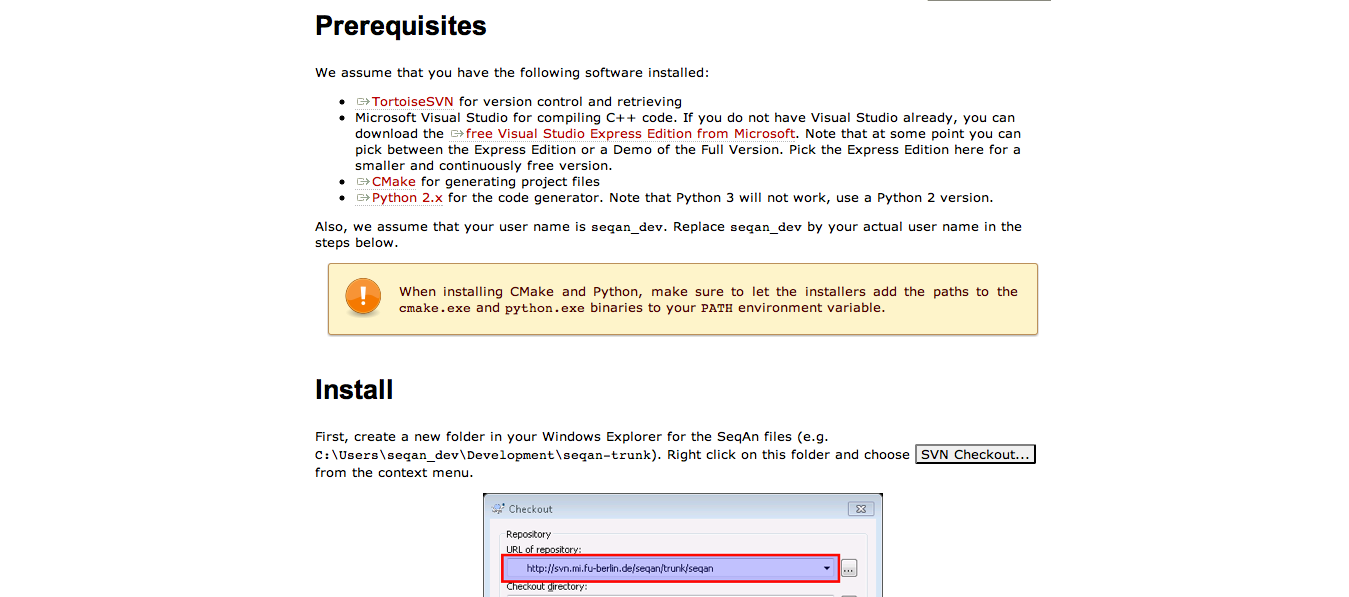 Prerequisites
We assume that you have the following software installed:
TortoiseSVN for version control and retrieving
Microsoft Visual Studio for compiling C++ code. If you do not have Visual Studio already, you can
download the free Visual Studio Express Edition from Microsoft. Note that at some point you can
pick between the Express Edition or a Demo of the Full Version. Pick the Express Edition here for a
smaller and continuously free version.
CMake for generating project files
Python 2.x for the code generator. Note that Python 3 will not work, use a Python 2 version.
Also, we assume that your user name is seqan_dev. Replace seqan_dev by your actual user name in the
steps below.
When installing CMake and Python, make sure to let the installers add the paths to the
cmake.exe and python.exe binaries to your PATH environment variable.
Install
First, create a new folder in your Windows Explorer for the SeqAn files (e.g.
C:\Users\seqan_dev\Development\seqan-trunk). Right click on this folder and choose SVN Checkout...
from the context menu.
Checkout
Repository
URL of repository:
http://svn.mi.fu-berlin.de/seqan/trunk/seqan
...
Checkout directory: